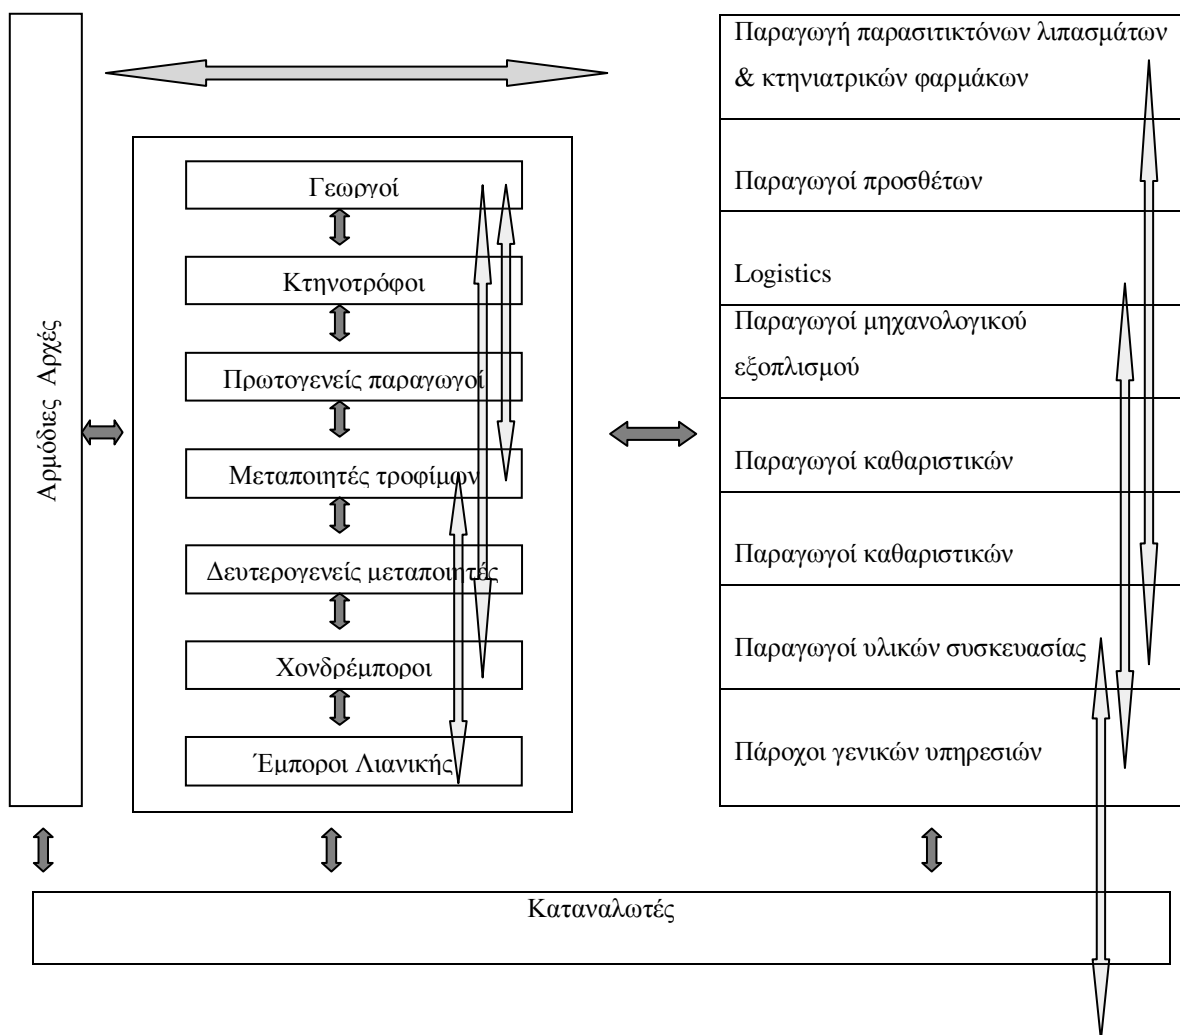 Αρμόδιες Αρχές
Γεωργοί
Κτηνοτρόφοι
Πρωτογενείς παραγωγοί
Μεταποιητές τροφίμων
Δευτερογενείς μεταποιητές
Χονδρέμποροι
Έμποροι Λιανικής
Παραγωγή παρασιτικτόνων λιπασμάτων
& κτηνιατρικών φαρμάκων
Παραγωγοί προσθέτων
Logistics
Παραγωγοί μηχανολογικού
εξοπλισμού
Παραγωγοί καθαριστικών
Παραγωγοί καθαριστικών
Παραγωγοί υλικών συσκευασίας
Πάροχοι γενικών υπηρεσιών
Καταναλωτές